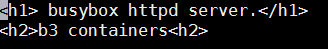 <h1> busybox httpd server.</h1>
<h2>b3 containers<h2>